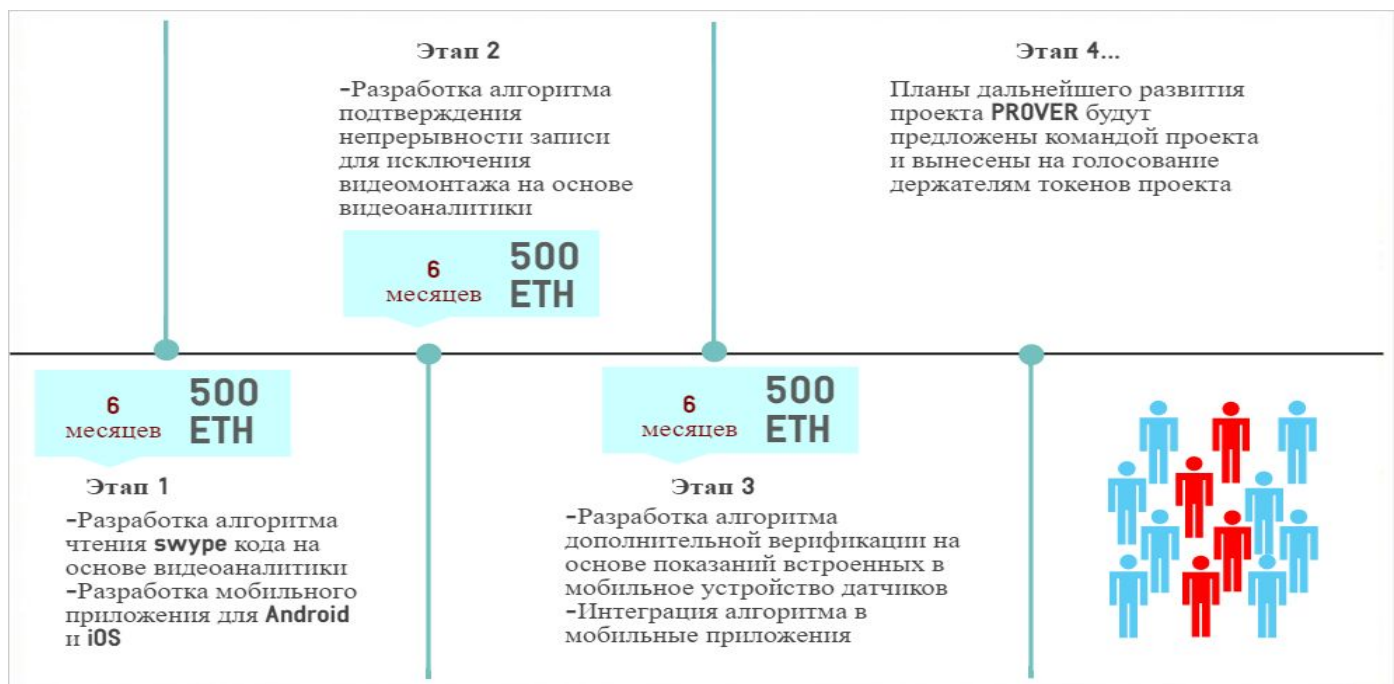 Этап 2
-Разработка алгоритма
подтверждения
непрерывности записи
для исключения
видеомонтажа на основе
видеоаналитики
6
месяцев
500
ETH
Этап 4...
Планы дальнейшего развития
проекта PROVER будут
предложены командой проекта
и вынесены на голосование
держателям токенов проекта
6
месяцев
500
ETH
Этап 1
-Разработка алгоритма
чтения swype кода на
основе видеоаналитики
-Разработка мобильного
приложения для Android
и iOS
6
месяцев
500
ETH
Этап 3
-Разработка алгоритма
дополнительной верификации на
основе показаний встроенных в
мобильное устройство датчиков
-Интеграция алгоритма в
мобильные приложения